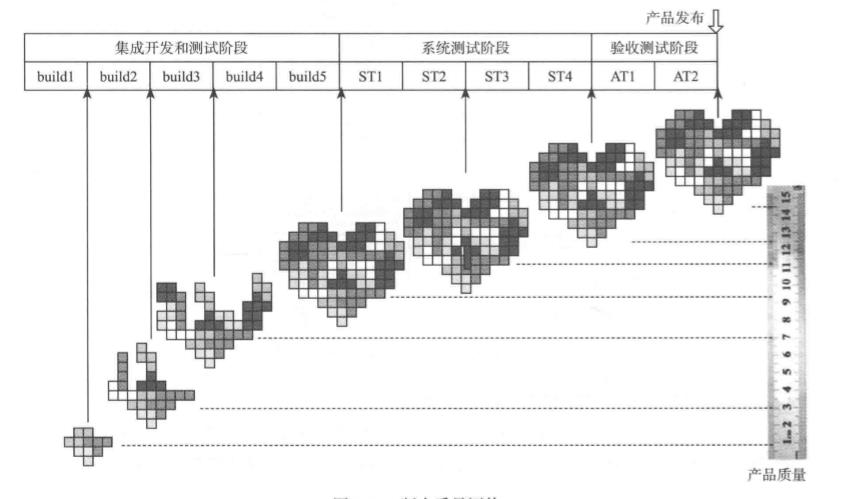 产品发布
集成开发和测试阶段 系统测试阶段 验收测试阶段
build1 build2 build3 build4 build5 ST1 ST2 ST3 ST4 AT1 AT2
1cm 2 3 4 5 6 7 8 9 10 11 12 13 14 15
产品质量